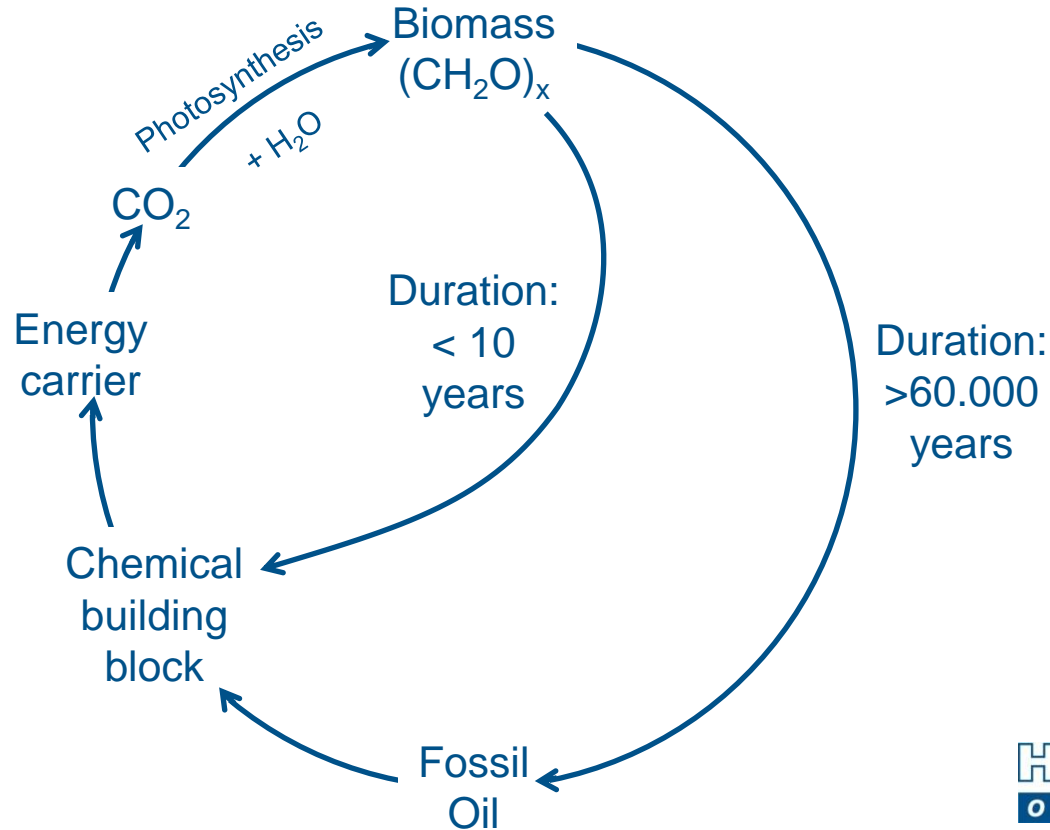 Biomass
(CH₂O)ₓ
Photosynthesis
+ H₂O
CO₂
Duration:
< 10
years
Energy
carrier
Duration:
>60.000
years
Chemical
building
block
Fossil
Oil
H
o